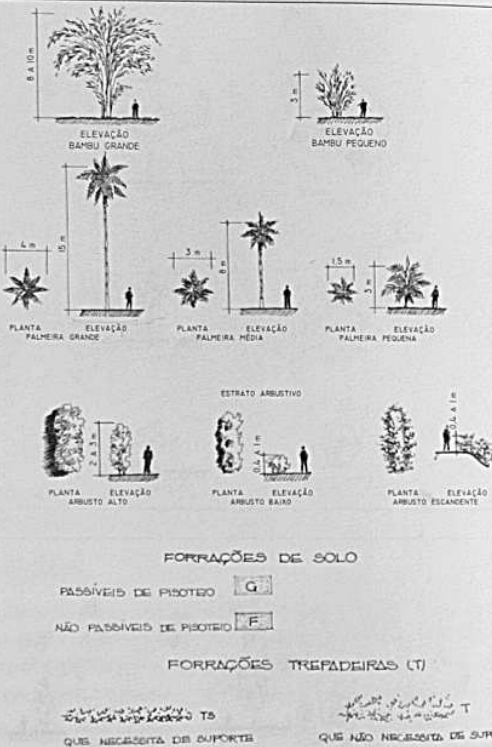 8 A 10 m
3 m
ELEVAÇÃO
BAMBU GRANDE
ELEVAÇÃO
BAMBU PEQUENO
4 m
15 m
3 m
8 m
1,5 m
3 m
PLANTA ELEVAÇÃO
PALMEIRA GRANDE
PLANTA ELEVAÇÃO
PALMEIRA MÉDIA
PLANTA ELEVAÇÃO
PALMEIRA PEQUENA
ESTRATO ARBUSTIVO
2 A 3 m
0,4 A 1m
0,4 A 1m
PLANTA ELEVAÇÃO
ARBUSTO ALTO
PLANTA ELEVAÇÃO
ARBUSTO BAIXO
PLANTA ELEVAÇÃO
ARBUSTO ESCANDENTE
FORRAÇÕES DE SOLO
PASSÍVEIS DE PISOTEIO G
NÃO PASSÍVEIS DE PISOTEIO F
FORRAÇÕES TREPADEIRAS (T)
TS
T
QUE NECESSITA DE SUPORTE
QUE NÃO NECESSITA DE SUP